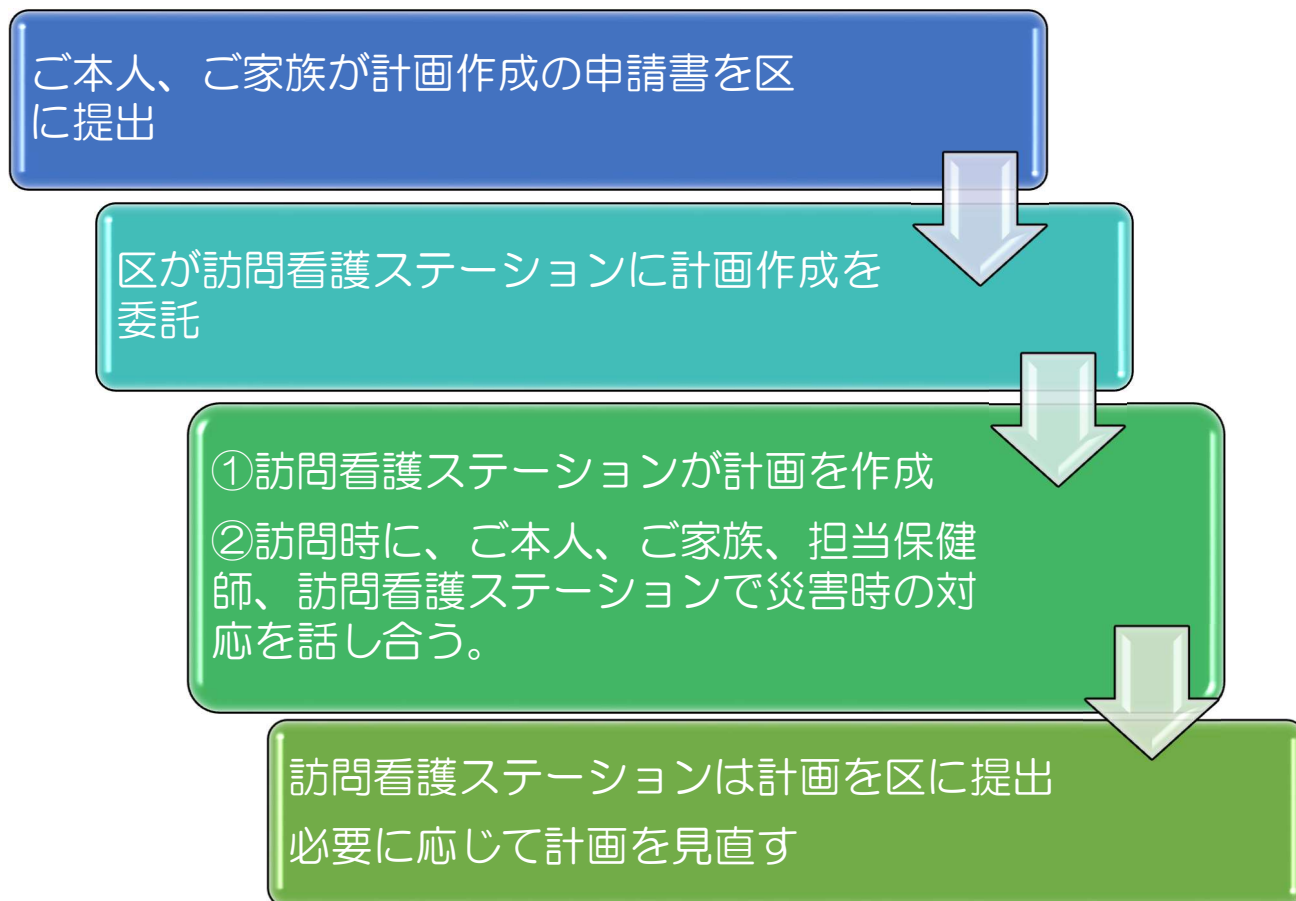 ご本人、ご家族が計画作成の申請書を区
に提出
区が訪問看護ステーションに計画作成を
委託
①訪問看護ステーションが計画を作成
②訪問時に、ご本人、ご家族、担当保健
師、訪問看護ステーションで災害時の対
応を話し合う。
訪問看護ステーションは計画を区に提出
必要に応じて計画を見直す